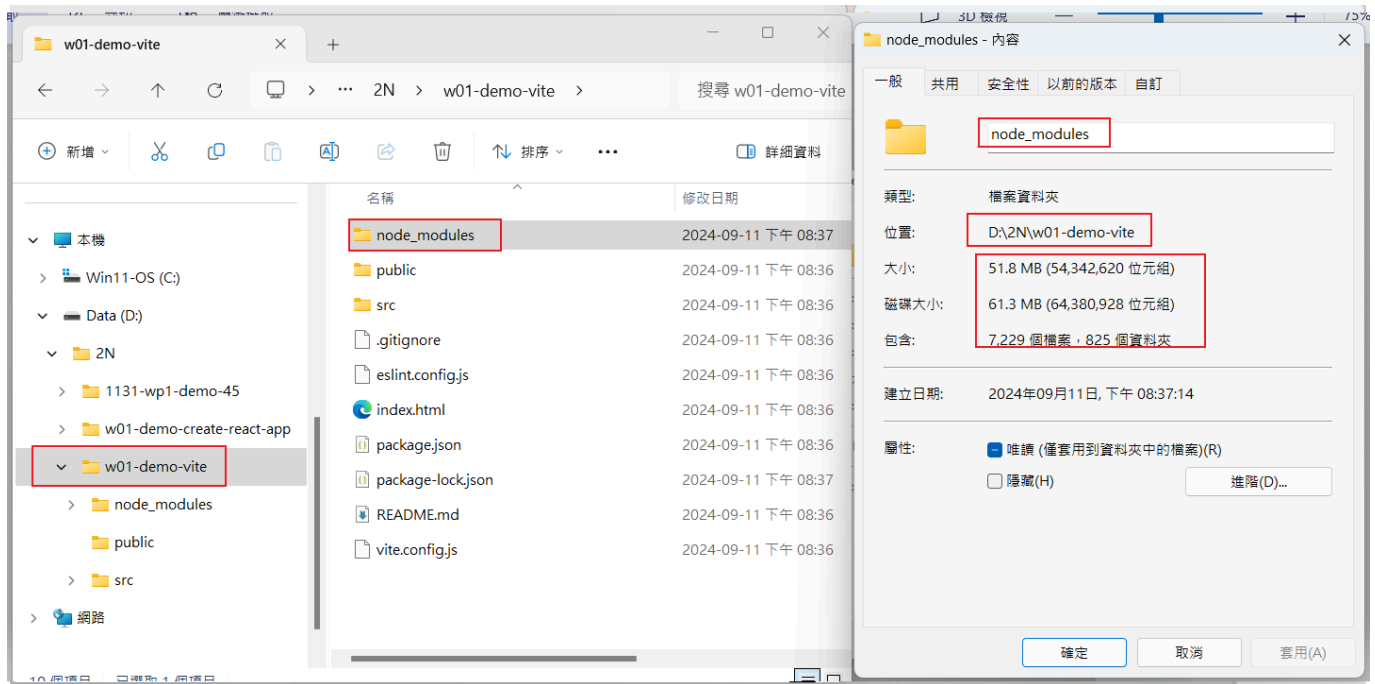 3D 檢視
75%
w01-demo-vite
2N
w01-demo-vite
搜尋 w01-demo-vite
新增
排序
詳細資料
本機
Win11-OS (C:)
Data (D:)
2N
1131-wp1-demo-45
w01-demo-create-react-app
w01-demo-vite
node_modules
public
src
網路
10 個項目
已選取 1 個項目
名稱
修改日期
node_modules
2024-09-11 下午 08:37
public
2024-09-11 下午 08:36
src
2024-09-11 下午 08:36
.gitignore
2024-09-11 下午 08:36
eslint.config.js
2024-09-11 下午 08:36
index.html
2024-09-11 下午 08:36
package.json
2024-09-11 下午 08:36
package-lock.json
2024-09-11 下午 08:37
README.md
2024-09-11 下午 08:36
vite.config.js
2024-09-11 下午 08:36
node_modules - 內容
一般
共用
安全性
以前的版本
自訂
node_modules
類型:
檔案資料夾
位置:
D:\2N\w01-demo-vite
大小:
51.8 MB (54,342,620 位元組)
磁碟大小:
61.3 MB (64,380,928 位元組)
包含:
7,229 個檔案，825 個資料夾
建立日期:
2024年09月11日, 下午 08:37:14
屬性:
唯讀 (僅套用到資料夾中的檔案)(R)
隱藏(H)
進階(D)...
確定
取消
套用(A)